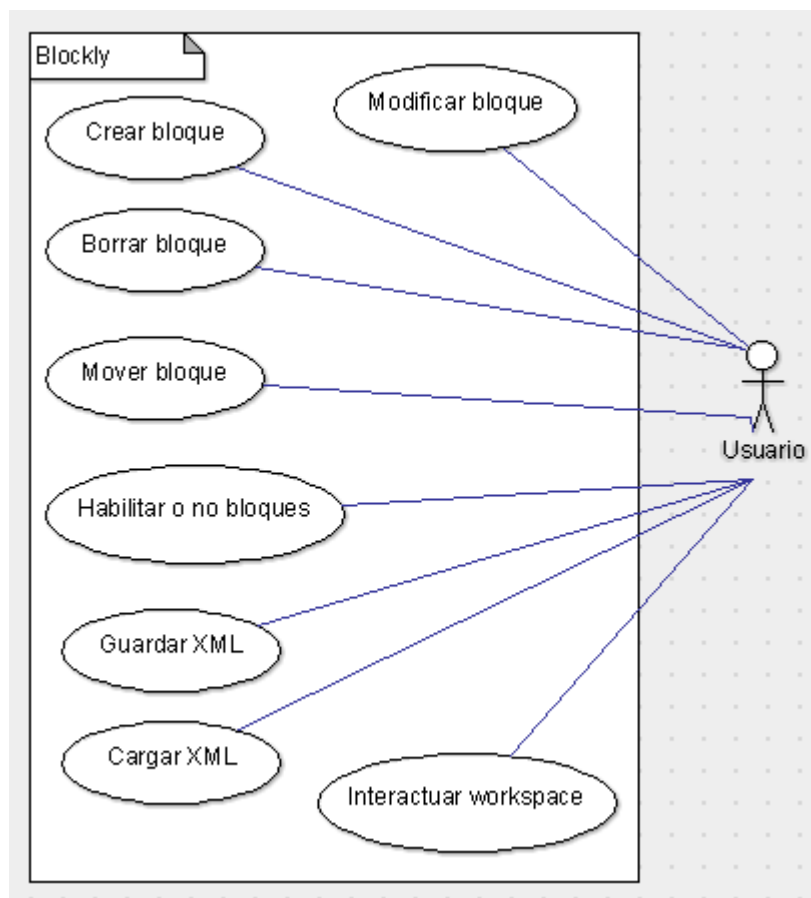 Blockly
Modificar bloque
Crear bloque
Borrar bloque
Mover bloque
Usuario
Habilitar o no bloques
Guardar XML
Cargar XML
Interactuar workspace